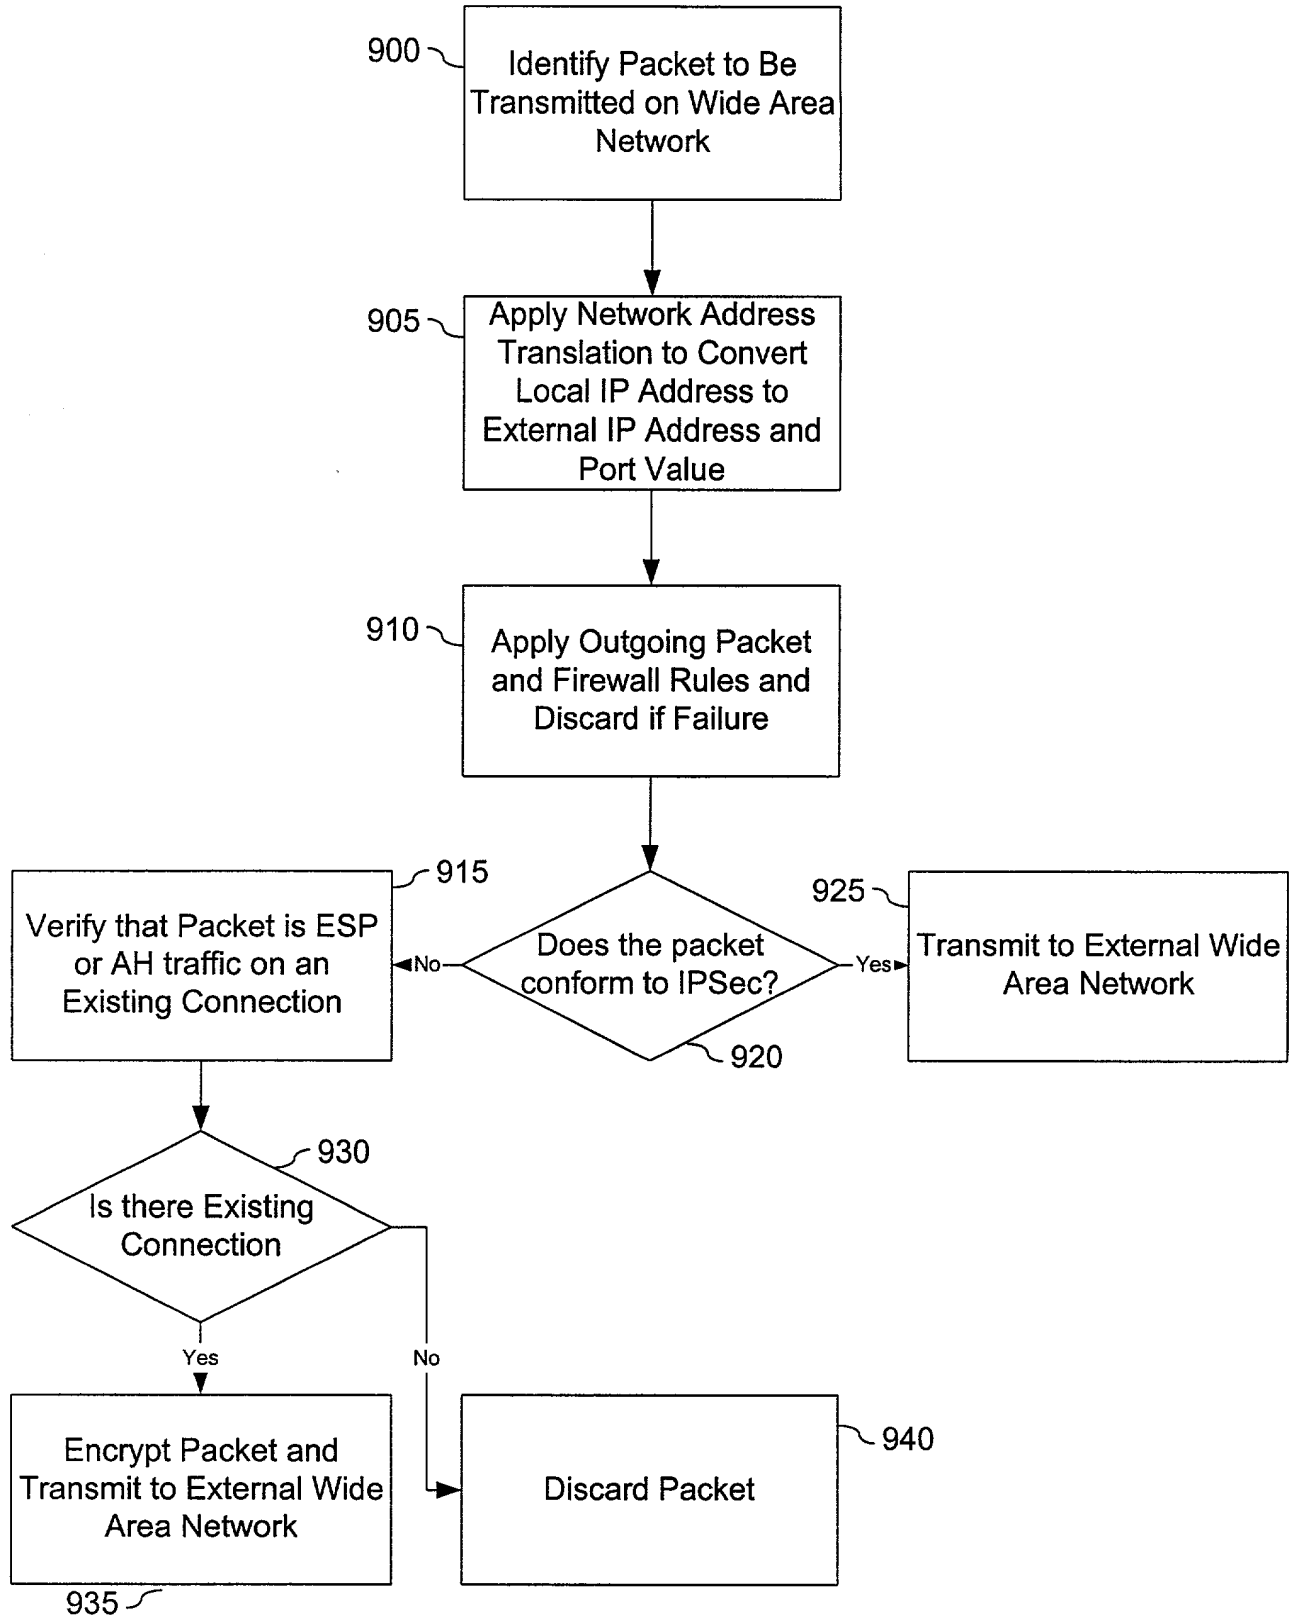 900
Identify Packet to Be
Transmitted on Wide Area
Network
905
Apply Network Address
Translation to Convert
Local IP Address to
External IP Address and
Port Value
910
Apply Outgoing Packet
and Firewall Rules and
Discard if Failure
915
Verify that Packet is ESP
or AH traffic on an
Existing Connection
No
Does the packet
conform to IPSec?
920
Yes
925
Transmit to External Wide
Area Network
930
Is there Existing
Connection
Yes
No
Encrypt Packet and
Transmit to External Wide
Area Network
935
Discard Packet
940